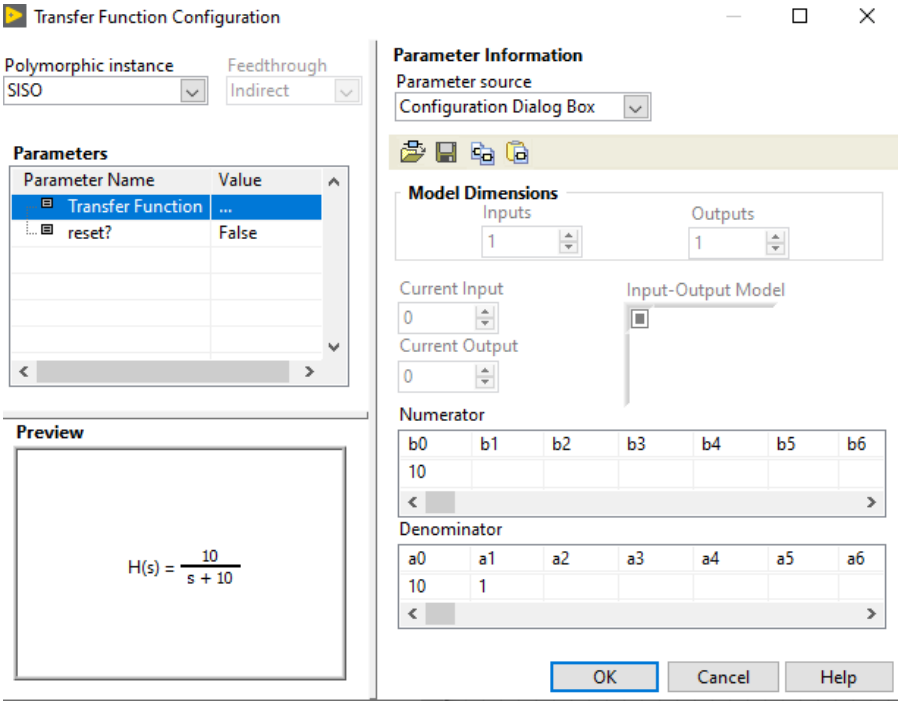 Transfer Function Configuration
Polymorphic instance
SISO
Feedthrough
Indirect
Parameters
Parameter Name Value
Transfer Function ...
reset? False
Preview
H(s) = 10 / s + 10
Parameter Information
Parameter source
Configuration Dialog Box
Model Dimensions
Inputs Outputs
1 1
Current Input
0
Input-Output Model
Current Output
0
Numerator
b0 b1 b2 b3 b4 b5 b6
10
Denominator
a0 a1 a2 a3 a4 a5 a6
10 1
OK Cancel Help